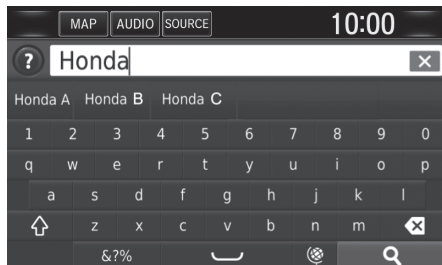 MAP AUDIO SOURCE 10:00
? Honda
Honda A Honda B Honda C
1 2 3 4 5 6 7 8 9 0
q w e r t y u i o p
a s d f g h j k l
z x c v b n m
&?%